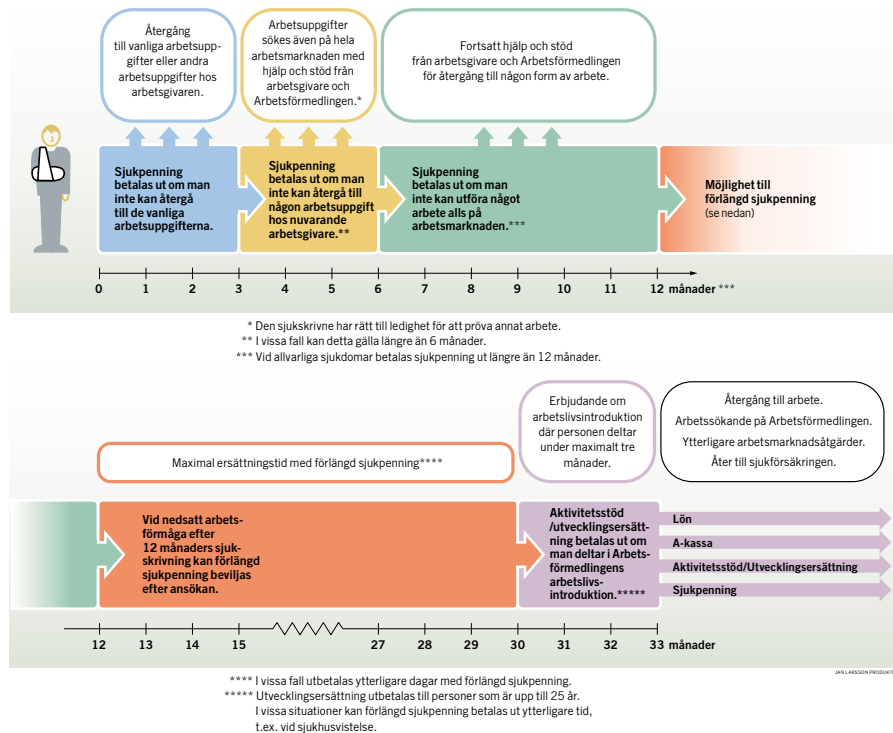 Återgång
till vanliga arbetsupp-
gifter eller andra
arbetsuppgifter hos
arbetsgivaren.
Arbetsuppgifter
sökes även på hela
arbetsmarknaden med
hjälp och stöd från
arbetsgivare och
Arbetsförmedlingen.*
Fortsatt hjälp och stöd
från arbetsgivare och Arbetsförmedlingen
för återgång till någon form av arbete.
Sjukpenning
betalas ut om man
inte kan återgå
till de vanliga
arbetsuppgifterna.
Sjukpenning
betalas ut om man
inte kan återgå till
någon arbetsuppgift
hos nuvarande
arbetsgivare.**
Sjukpenning
betalas ut om man
inte kan utföra något
arbete alls på
arbetsmarknaden.***
Möjlighet till
förlängd sjukpenning
(se nedan)
0 1 2 3 4 5 6 7 8 9 10 11 12 månader ***
* Den sjukskrivne har rätt till ledighet för att pröva annat arbete.
** I vissa fall kan detta gälla längre än 6 månader.
*** Vid allvarliga sjukdomar betalas sjukpenning ut längre än 12 månader.
Maximal ersättningstid med förlängd sjukpenning****
Erbjudande om
arbetslivsintroduktion
där personen deltar
under maximalt tre
månader.
Återgång till arbete.
Arbetssökande på Arbetsförmedlingen.
Ytterligare arbetsmarknadsåtgärder.
Åter till sjukförsäkringen.
Vid nedsatt arbets-
förmåga efter
12 månaders sjuk-
skrivning kan förlängd
sjukpenning beviljas
efter ansökan.
Aktivitetsstöd
/utvecklingsersätt-
ning betalas ut om
man deltar i Arbets-
förmedlingens
arbetslivs-
introduktion.*****
Lön
A-kassa
Aktivitetsstöd/Utvecklingsersättning
Sjukpenning
12 13 14 15 27 28 29 30 31 32 33 månader
JAN LARSSON PRODUKTI
**** I vissa fall utbetalas ytterligare dagar med förlängd sjukpenning.
***** Utvecklingsersättning utbetalas till personer som är upp till 25 år.
I vissa situationer kan förlängd sjukpenning betalas ut ytterligare tid,
t.ex. vid sjukhusvistelse.